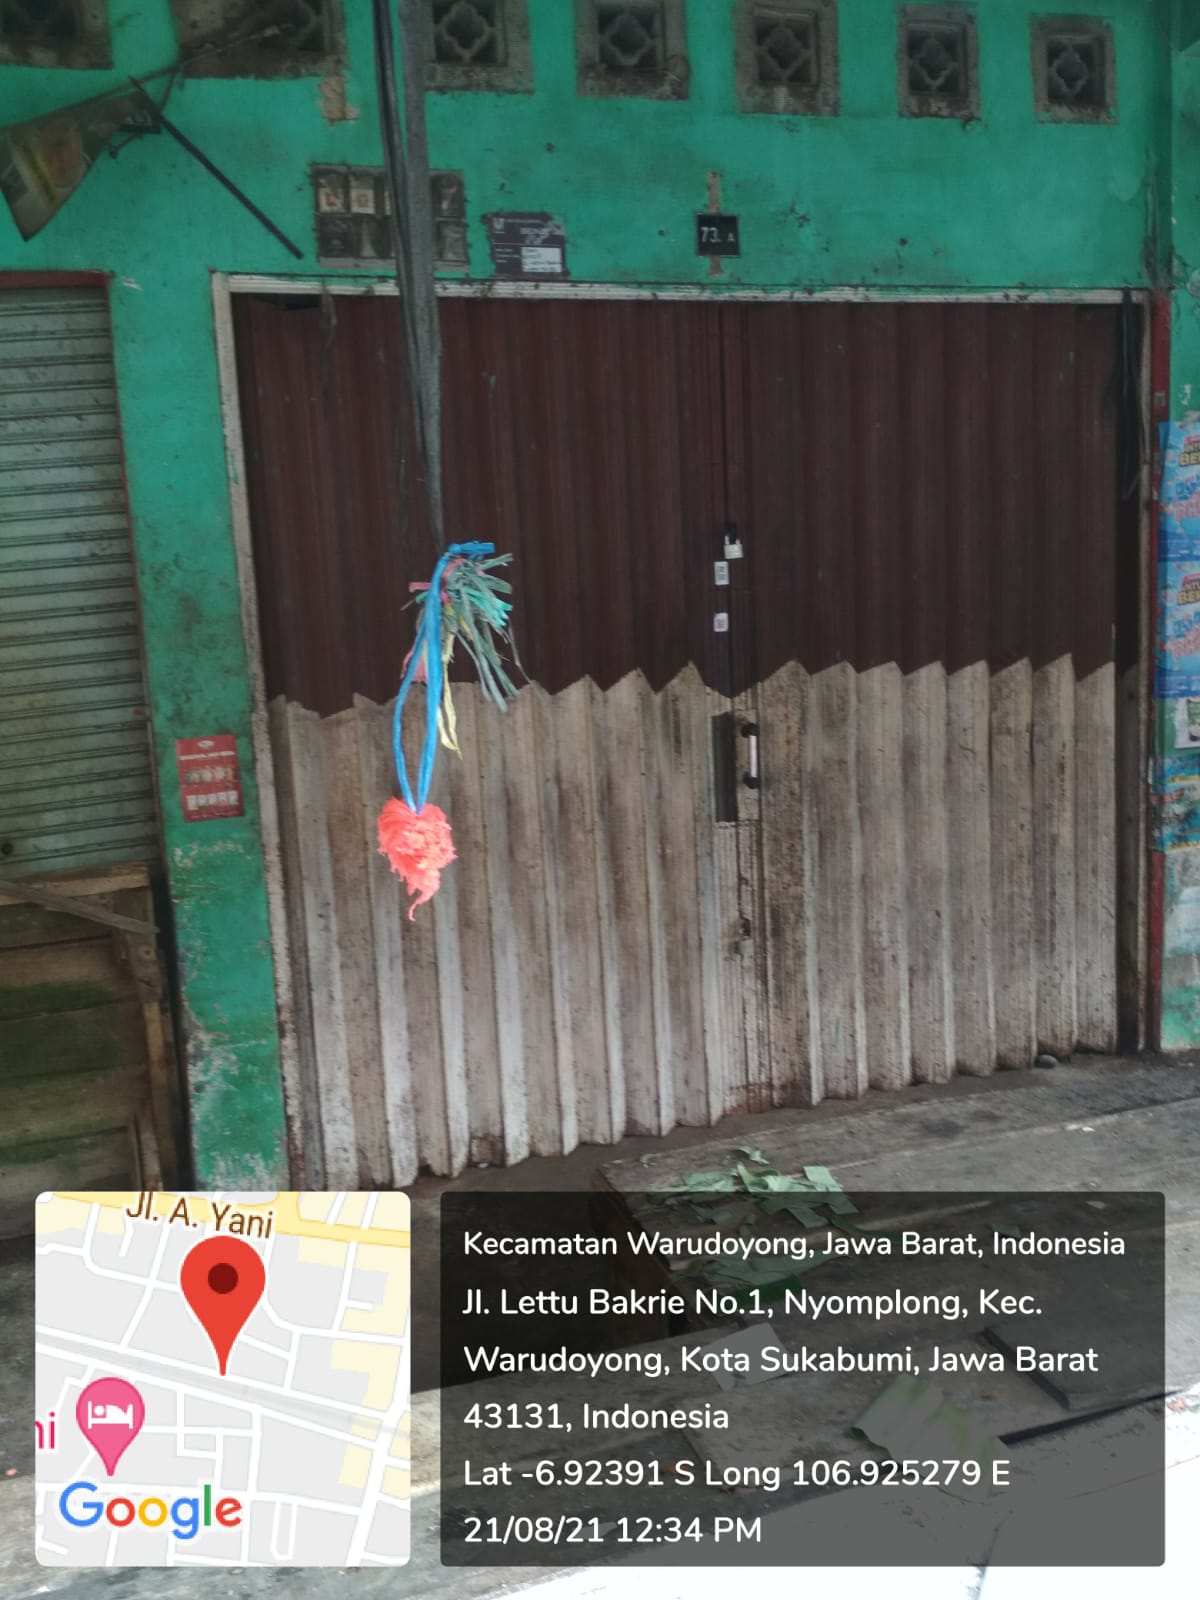 73. A
Jl. A. Yani
ni
Google
Kecamatan Warudoyong, Jawa Barat, Indonesia
Jl. Lettu Bakrie No.1, Nyomplong, Kec.
Warudoyong, Kota Sukabumi, Jawa Barat
43131, Indonesia
Lat -6.92391 S Long 106.925279 E
21/08/21 12:34 PM